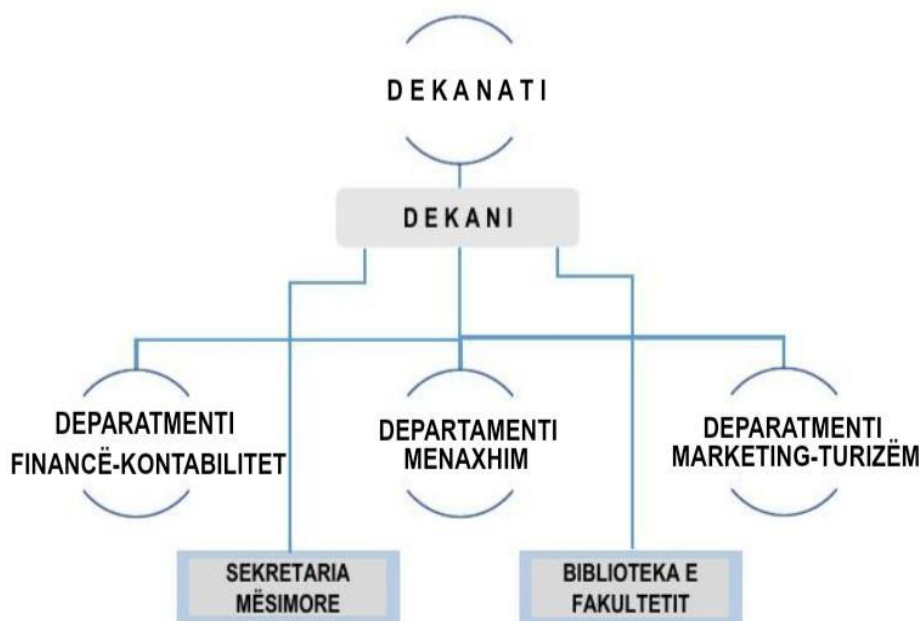 DEKANATI
DEKANI
DEPARATMENTI
FINANCË-KONTABILITET
DEPARTAMENTI
MENAXHIM
DEPARATMENTI
MARKETING-TURIZËM
SEKRETARIA
MËSIMORE
BIBLIOTEKA E
FAKULTETIT